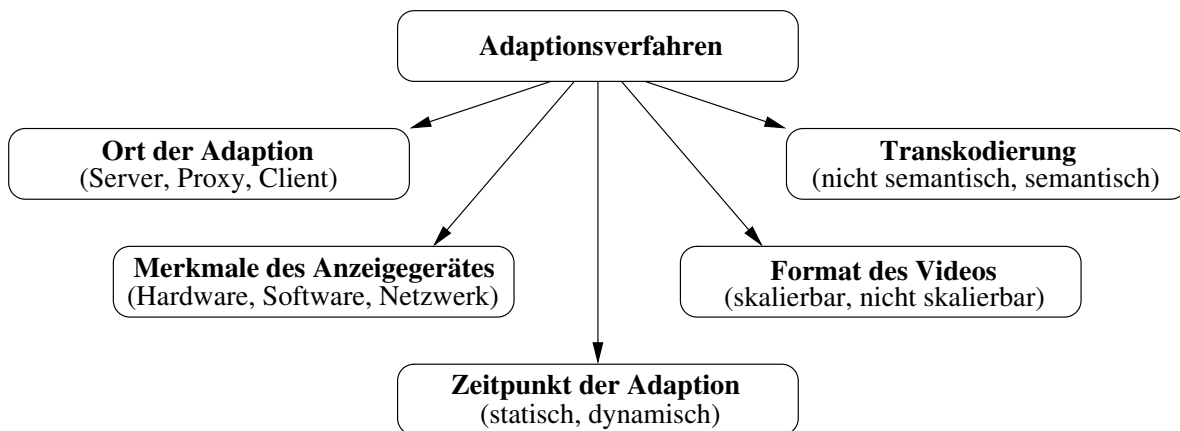 Adaptionsverfahren
Ort der Adaption
(Server, Proxy, Client)
Transkodierung
(nicht semantisch, semantisch)
Merkmale des Anzeigegerätes
(Hardware, Software, Netzwerk)
Format des Videos
(skalierbar, nicht skalierbar)
Zeitpunkt der Adaption
(statisch, dynamisch)